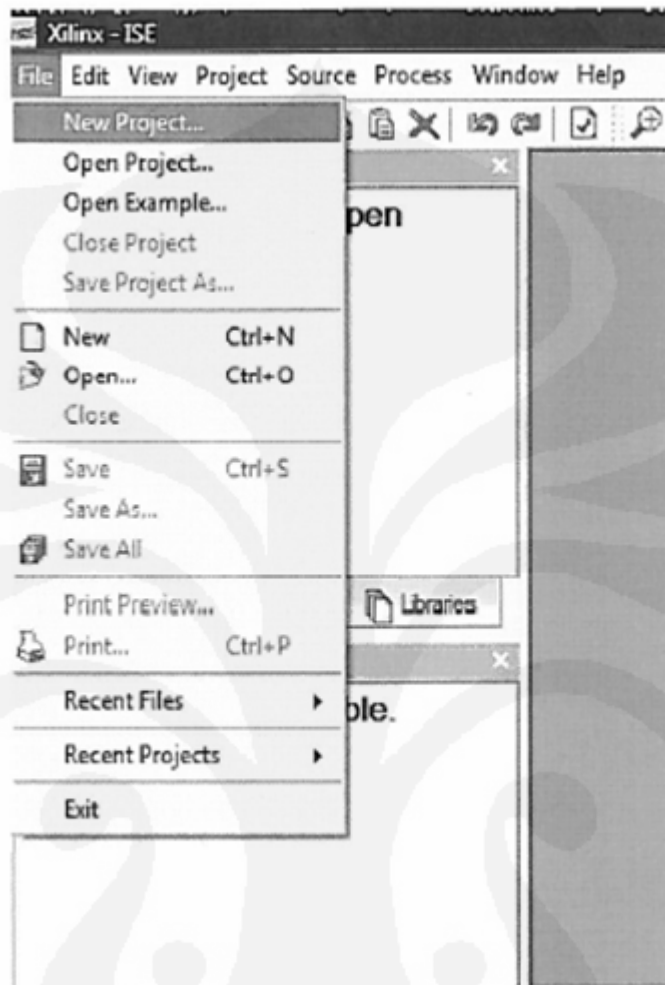 Xilinx - ISE
File Edit View Project Source Process Window Help
New Project...
Open Project...
Open Example...
pen
Close Project
Save Project As...
New Ctrl+N
Open... Ctrl+O
Close
Save Ctrl+S
Save As...
Save All
Libraries
Print Preview...
Print... Ctrl+P
Recent Files
ble.
Recent Projects
Exit